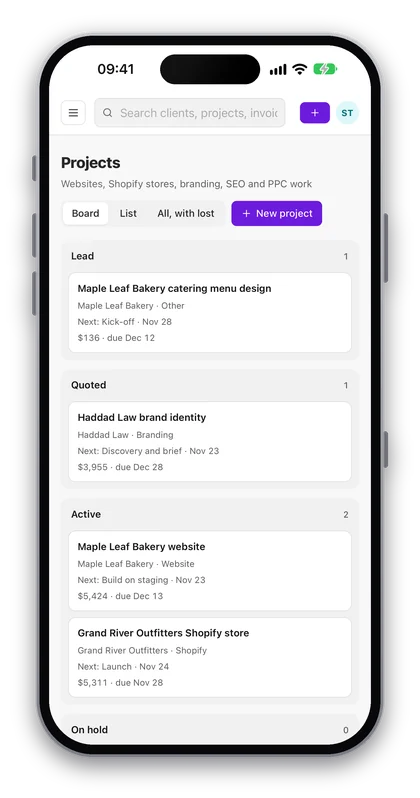 09:41
Search clients, projects, invoic
ST
Projects
Websites, Shopify stores, branding, SEO and PPC work
Board List All, with lost + New project
Lead 1
Maple Leaf Bakery catering menu design
Maple Leaf Bakery · Other
Next: Kick-off · Nov 28
$136 · due Dec 12
Quoted 1
Haddad Law brand identity
Haddad Law · Branding
Next: Discovery and brief · Nov 23
$3,955 · due Dec 28
Active 2
Maple Leaf Bakery website
Maple Leaf Bakery · Website
Next: Build on staging · Nov 23
$5,424 · due Dec 13
Grand River Outfitters Shopify store
Grand River Outfitters · Shopify
Next: Launch · Nov 24
$5,311 · due Nov 28
On hold 0